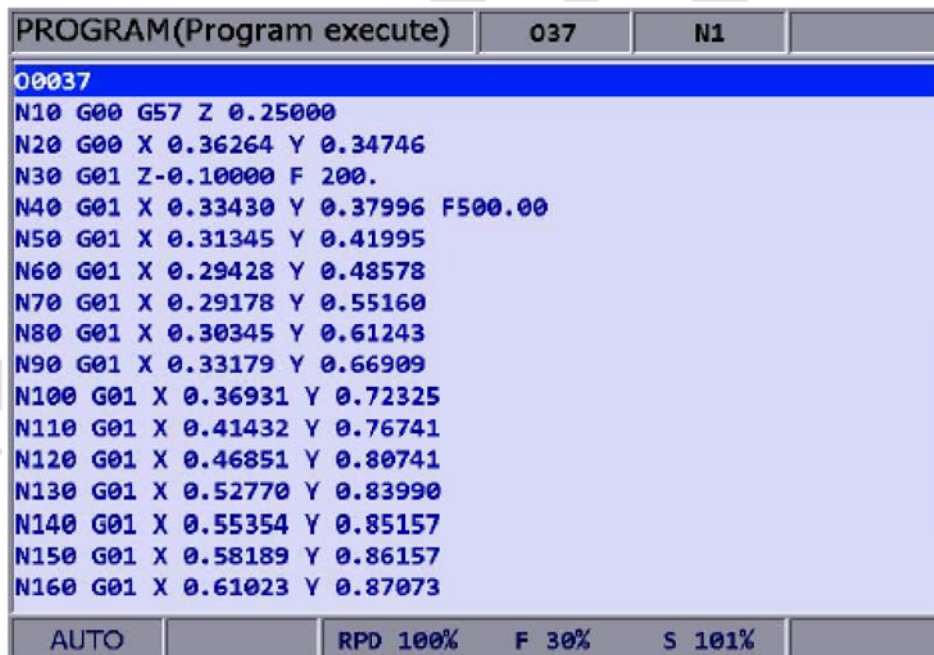 PROGRAM(Program execute) O37 N1
O0037
N10 G00 G57 Z 0.25000
N20 G00 X 0.36264 Y 0.34746
N30 G01 Z-0.10000 F 200.
N40 G01 X 0.33430 Y 0.37996 F500.00
N50 G01 X 0.31345 Y 0.41995
N60 G01 X 0.29428 Y 0.48578
N70 G01 X 0.29178 Y 0.55160
N80 G01 X 0.30345 Y 0.61243
N90 G01 X 0.33179 Y 0.66909
N100 G01 X 0.36931 Y 0.72325
N110 G01 X 0.41432 Y 0.76741
N120 G01 X 0.46851 Y 0.80741
N130 G01 X 0.52770 Y 0.83990
N140 G01 X 0.55354 Y 0.85157
N150 G01 X 0.58189 Y 0.86157
N160 G01 X 0.61023 Y 0.87073
AUTO RPD 100% F 30% S 101%